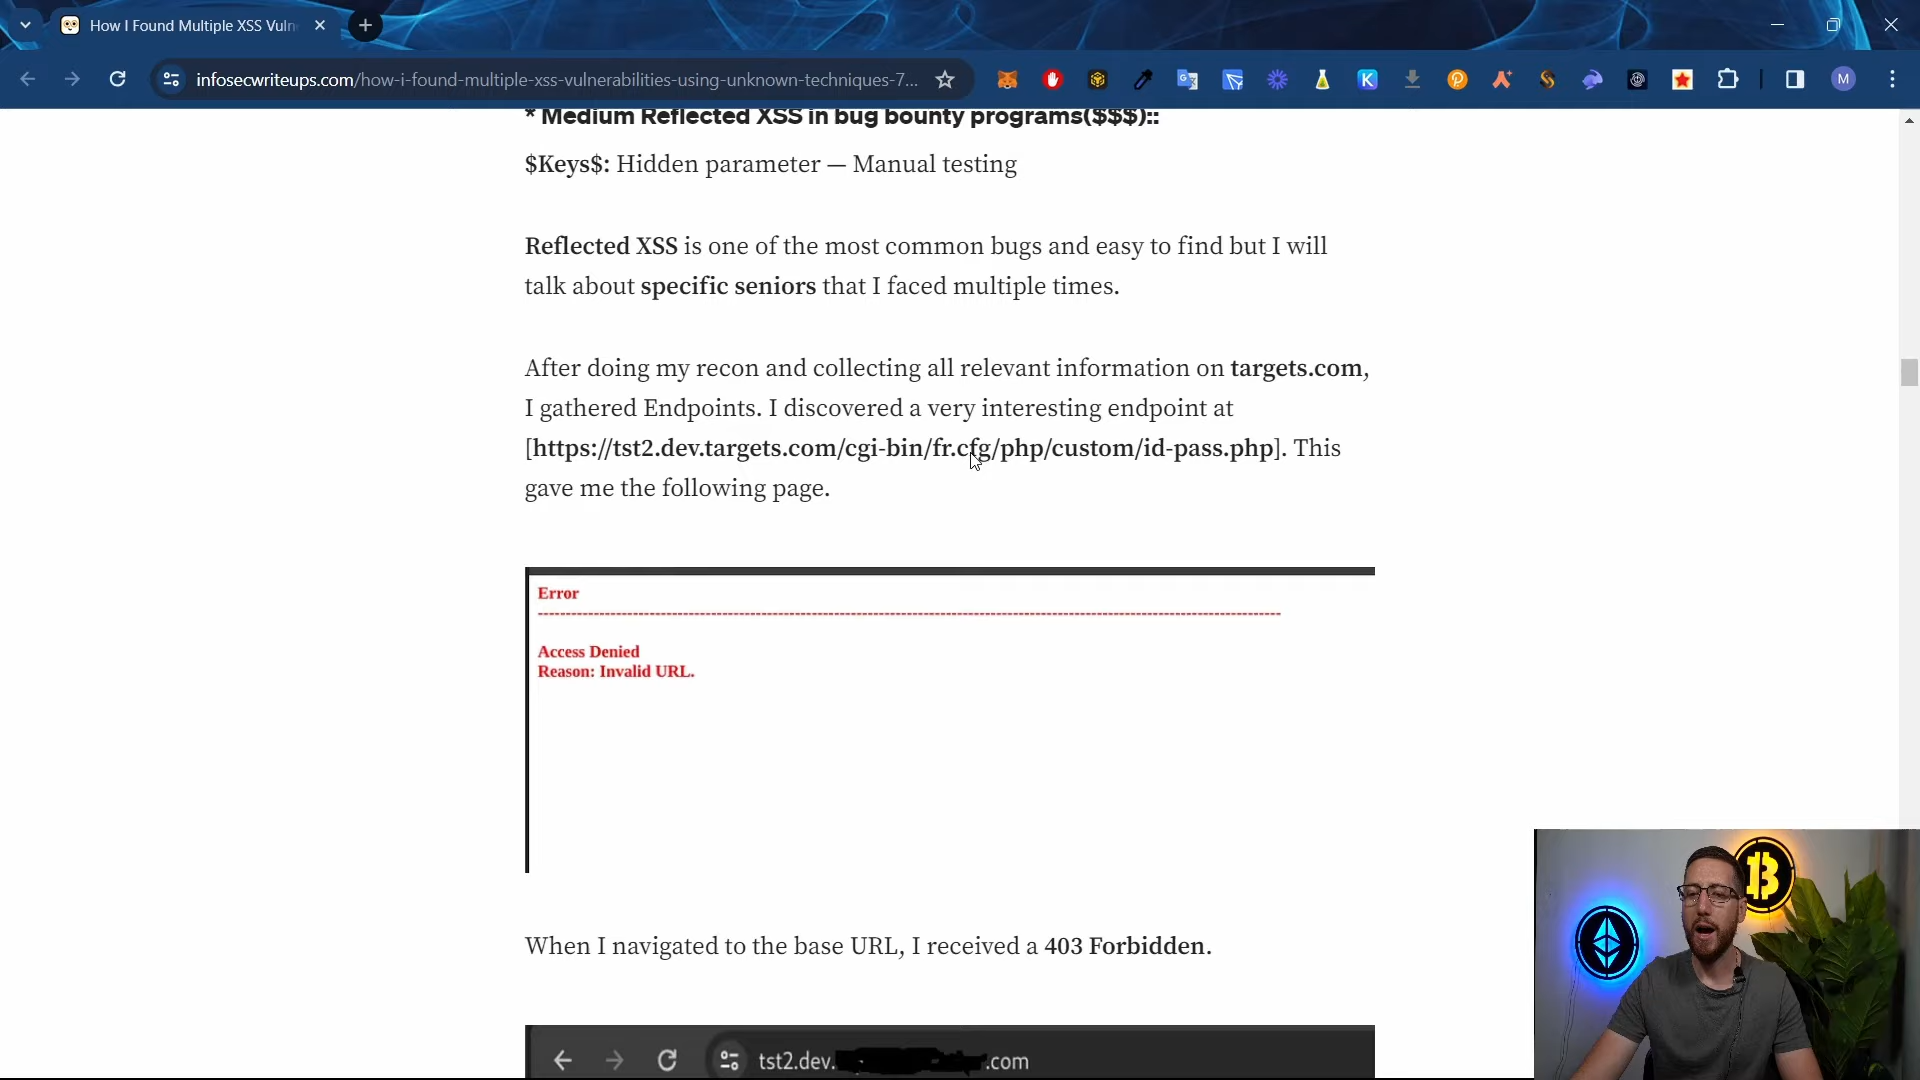 How I Found Multiple XSS Vuln
infosecwriteups.com/how-i-found-multiple-xss-vulnerabilities-using-unknown-techniques-7...
M
* Medium Reflected XSS in bug bounty programs($$$)::
$Keys$: Hidden parameter — Manual testing
Reflected XSS is one of the most common bugs and easy to find but I will
talk about specific seniors that I faced multiple times.
After doing my recon and collecting all relevant information on targets.com,
I gathered Endpoints. I discovered a very interesting endpoint at
[https://tst2.dev.targets.com/cgi-bin/fr.cfg/php/custom/id-pass.php]. This
gave me the following page.
Error
Access Denied
Reason: Invalid URL.
When I navigated to the base URL, I received a 403 Forbidden.
tst2.dev. .com